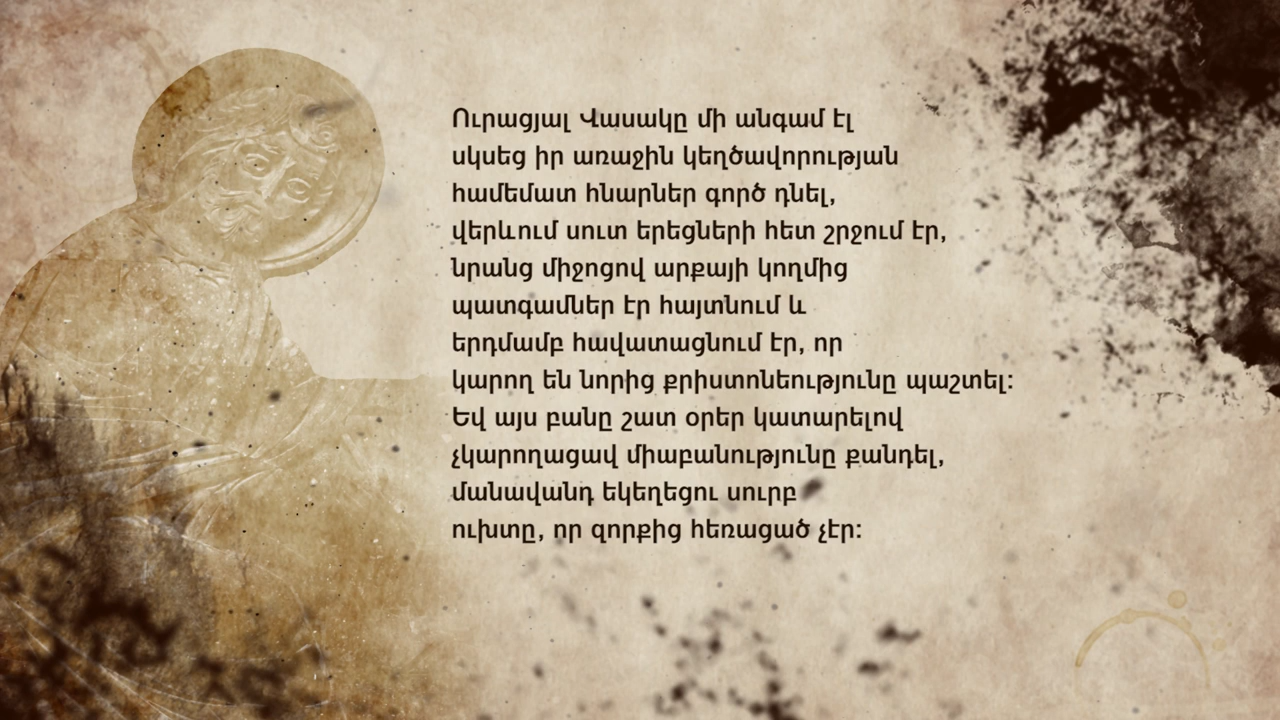 Ուրացյալ Վասակը մի անգամ էլ
սկսեց իր առաջին կեղծավորության
համեմատ հնարներ գործ դնել,
վերևում սուտ երեցների հետ շրջում էր,
նրանց միջոցով արքայի կողմից
պատգամներ էր հայտնում և
երդմամբ հավատացնում էր, որ
կարող են նորից քրիստոնեությունը պաշտել:
Եվ այս բանը շատ օրեր կատարելով
չկարողացավ միաբանությունը քանդել,
մանավանդ եկեղեցու սուրբ
ուխտը, որ զորքից հեռացած չէր: